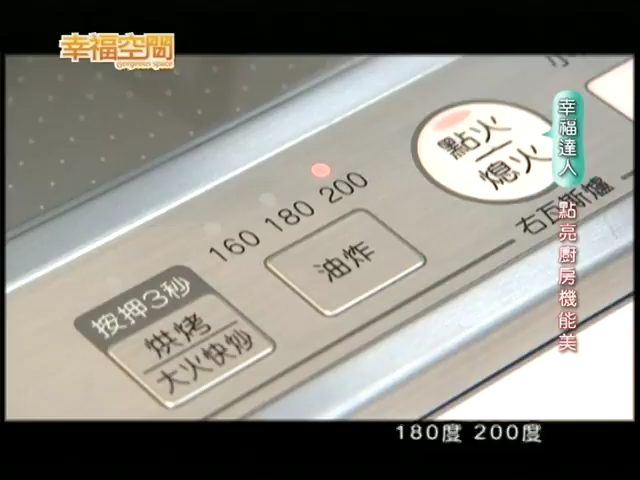 幸福空間
gorgeous space
小
點火
熄火
幸福達人
點亮廚房機能美
160 180 200
右瓦斯爐
油炸
按押3秒
烘烤
大火快炒
180度 200度